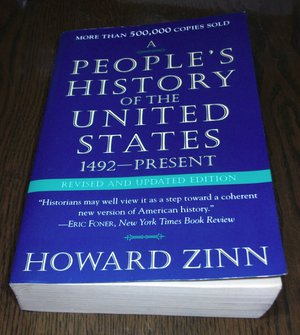 MORE THAN 500,000 COPIES SOLD
A
PEOPLE'S
HISTORY
OF THE
UNITED
STATES
1492—PRESENT
REVISED AND UPDATED EDITION
"Historians may well view it as a step toward a coherent
new version of American history."
—ERIC FONER, New York Times Book Review
HOWARD ZINN